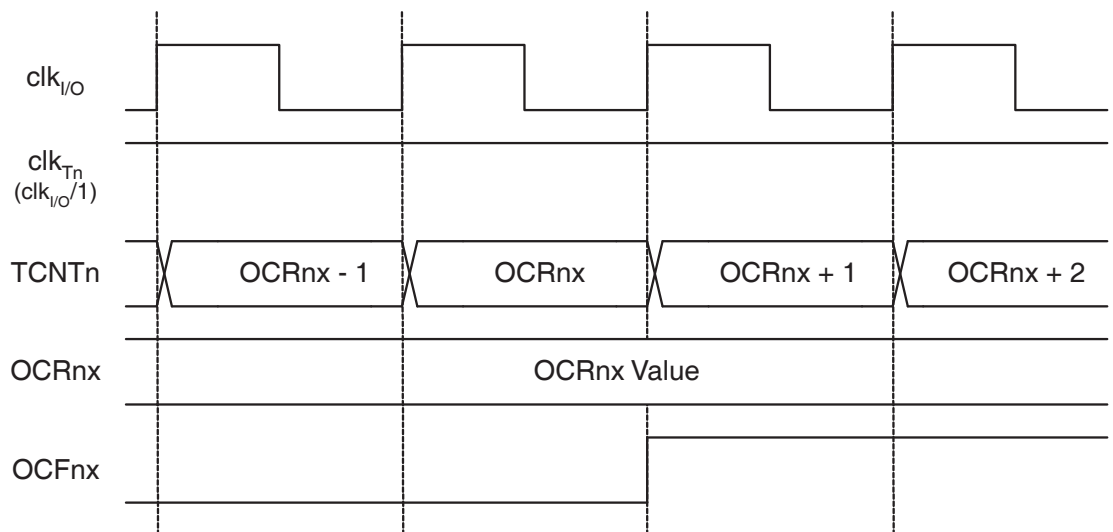 clkI/O
clkTn
(clkI/O/1)
TCNTn
OCRnx - 1
OCRnx
OCRnx + 1
OCRnx + 2
OCRnx
OCRnx Value
OCFnx